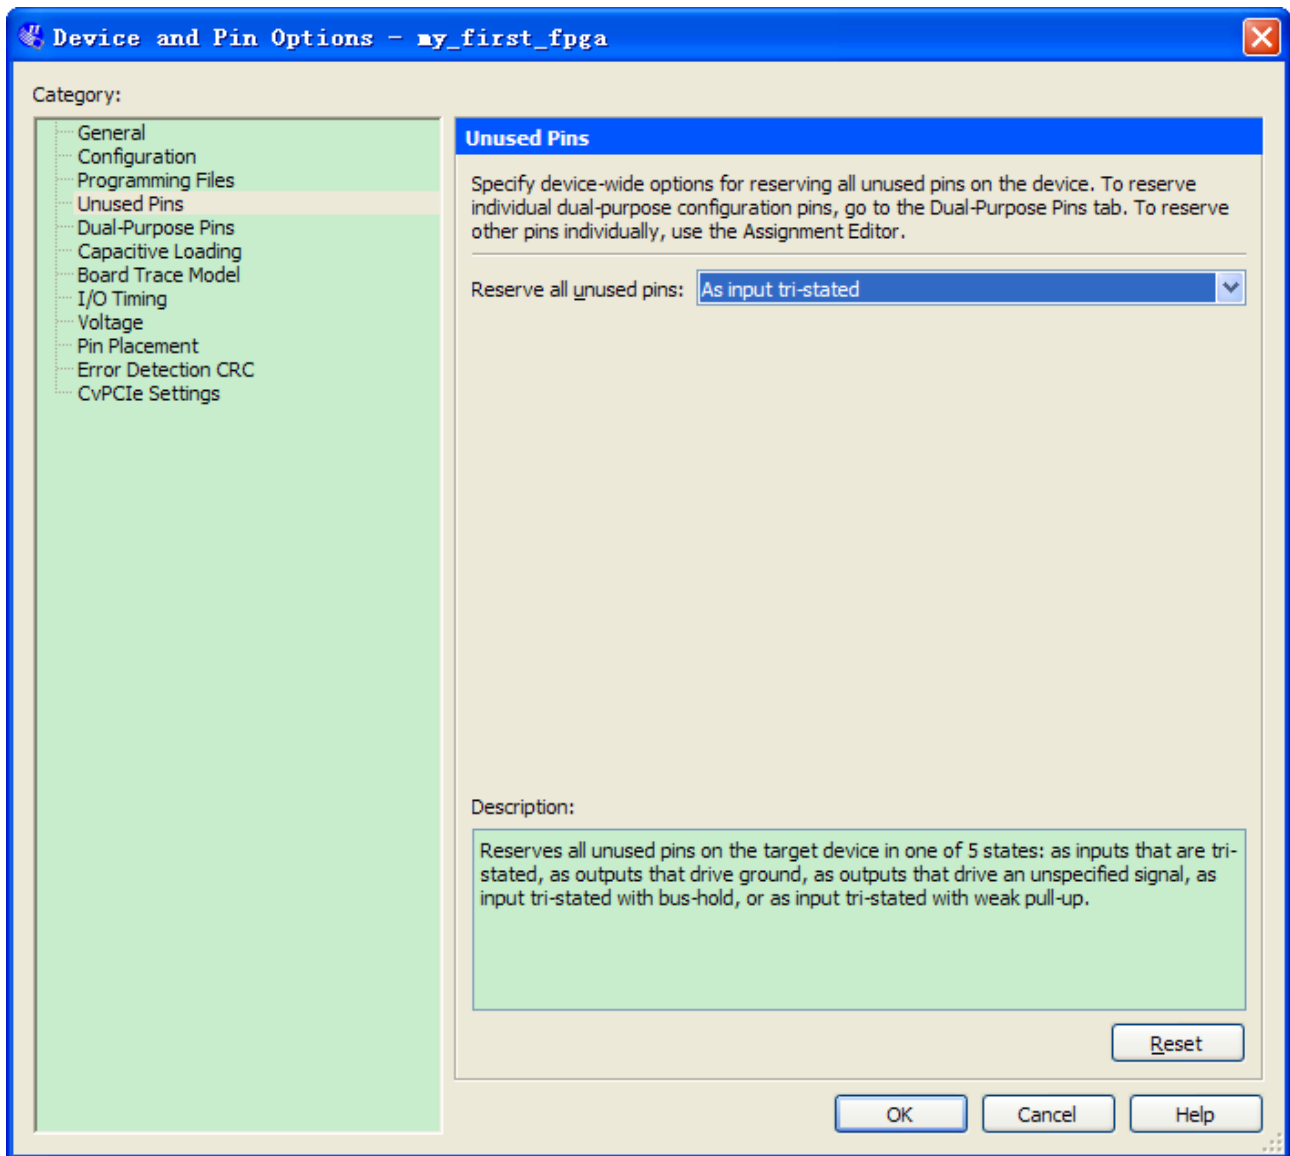 Device and Pin Options - my_first_fpga
Category:
General
Configuration
Programming Files
Unused Pins
Dual-Purpose Pins
Capacitive Loading
Board Trace Model
I/O Timing
Voltage
Pin Placement
Error Detection CRC
CvPCIe Settings
Unused Pins
Specify device-wide options for reserving all unused pins on the device. To reserve
individual dual-purpose configuration pins, go to the Dual-Purpose Pins tab. To reserve
other pins individually, use the Assignment Editor.
Reserve all unused pins: As input tri-stated
Description:
Reserves all unused pins on the target device in one of 5 states: as inputs that are tri-
stated, as outputs that drive ground, as outputs that drive an unspecified signal, as
input tri-stated with bus-hold, or as input tri-stated with weak pull-up.
Reset
OK Cancel Help